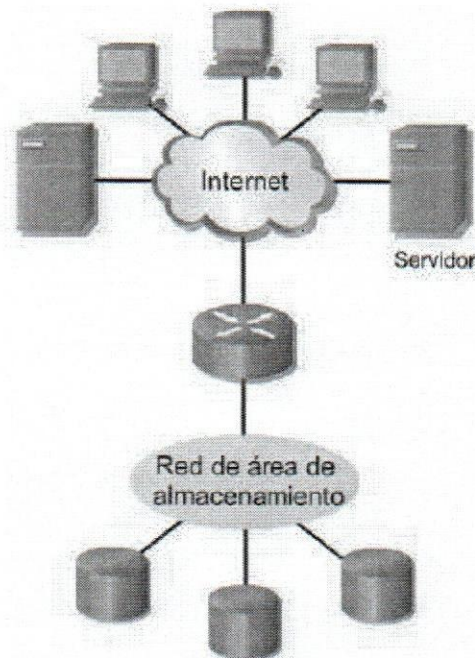 Internet
Servidor
Red de área de
almacenamiento